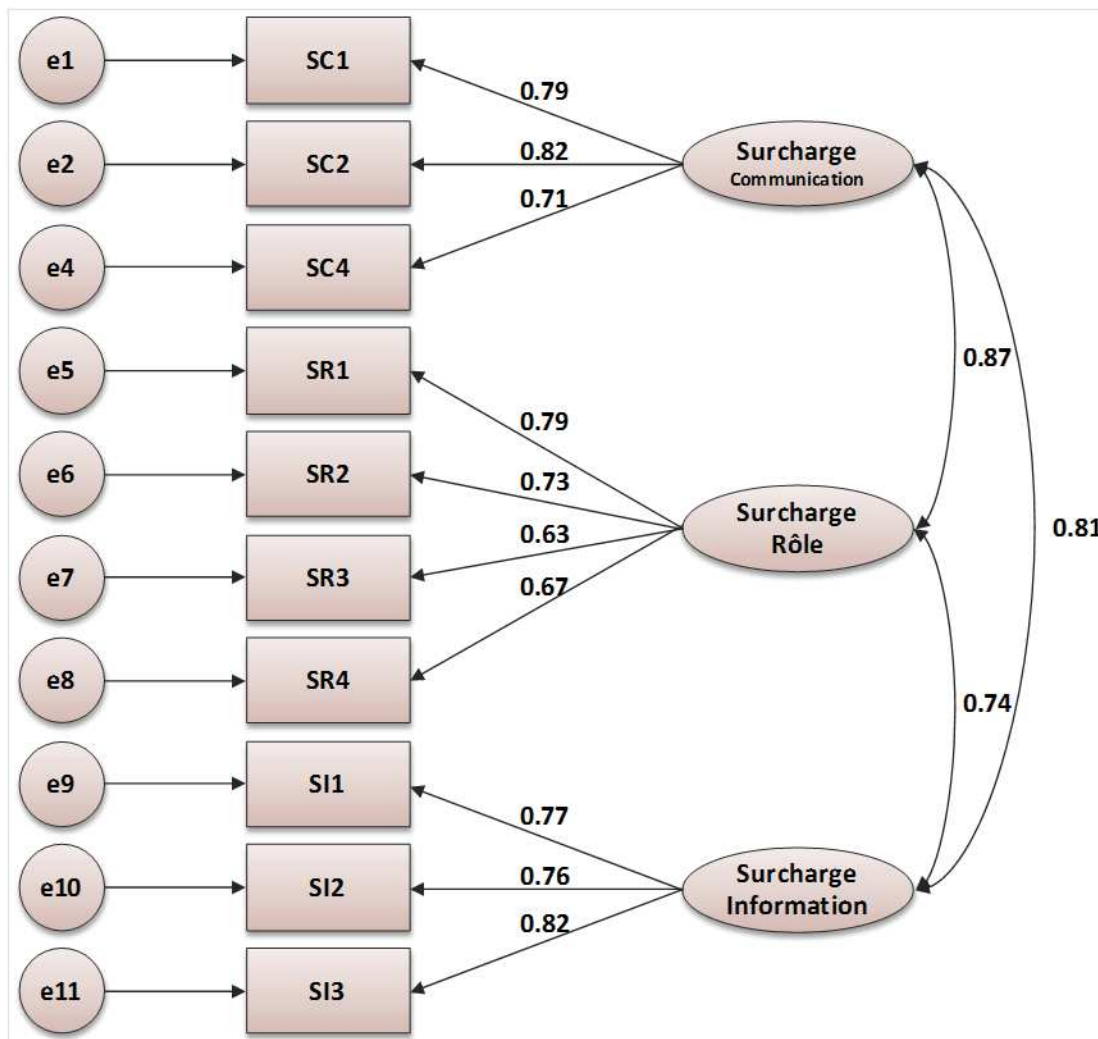 e1
SC1
0.79
e2
SC2
0.82
Surcharge
Communication
0.71
e4
SC4
e5
SR1
0.87
0.79
e6
SR2
0.73
Surcharge
Rôle
0.81
0.63
e7
SR3
0.67
e8
SR4
0.74
e9
SI1
0.77
e10
SI2
0.76
Surcharge
Information
0.82
e11
SI3